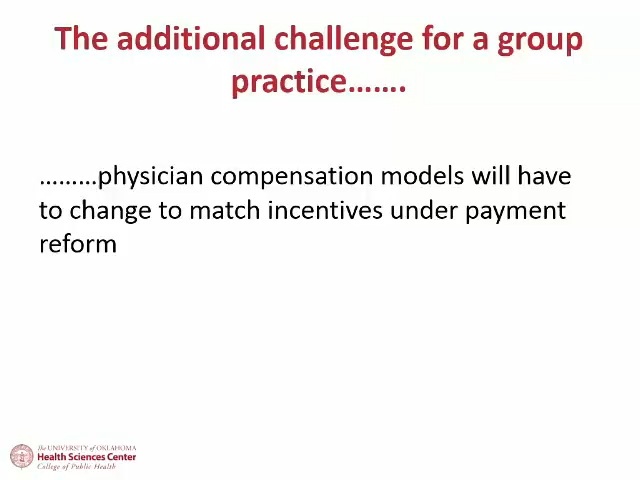 The additional challenge for a group
practice…….
………physician compensation models will have
to change to match incentives under payment
reform
The UNIVERSITY of OKLAHOMA
Health Sciences Center
College of Public Health